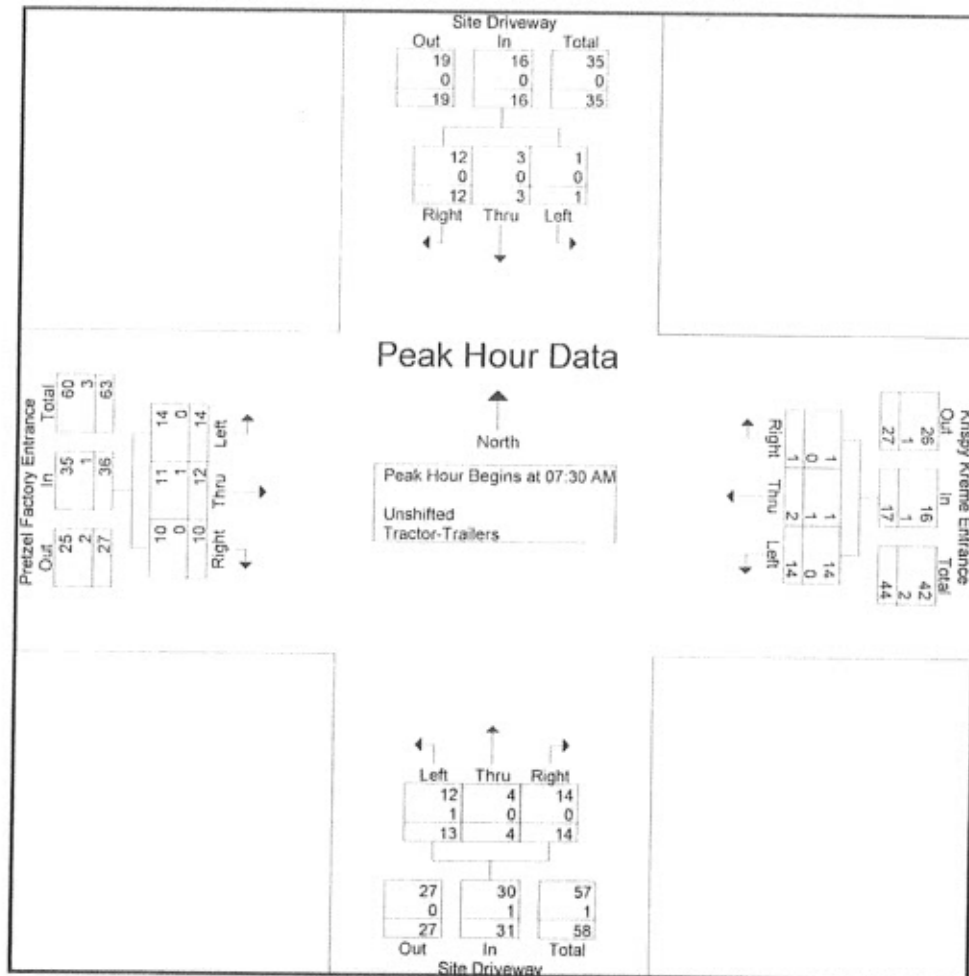 Site Driveway
Out In Total
19 16 35
0 0 0
19 16 35
12 3 1
0 0 0
12 3 1
Right Thru Left
Peak Hour Data
North
Peak Hour Begins at 07:30 AM
Unshifted
Tractor-Trailers
Pretzel Factory Entrance
Total In Out
60 35 25
3 1 2
63 36 27
14 11 10
0 1 0
14 12 10
Left Thru Right
Krispy Kreme Entrance
Out In Total
26 16 42
1 1 2
27 17 44
1 1 14
0 1 0
1 2 14
Right Thru Left
Left Thru Right
12 4 14
1 0 0
13 4 14
27 30 57
0 1 1
27 31 58
Out In Total
Site Driveway